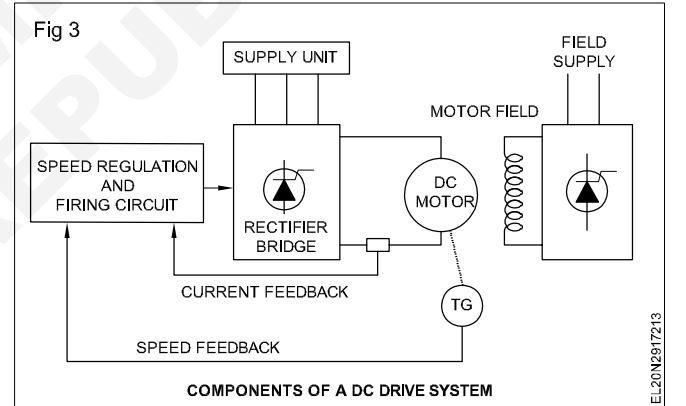 Fig 3
SUPPLY UNIT
FIELD
SUPPLY
MOTOR FIELD
SPEED REGULATION
AND
FIRING CIRCUIT
RECTIFIER
BRIDGE
DC
MOTOR
CURRENT FEEDBACK
TG
SPEED FEEDBACK
COMPONENTS OF A DC DRIVE SYSTEM
EL20N2917213